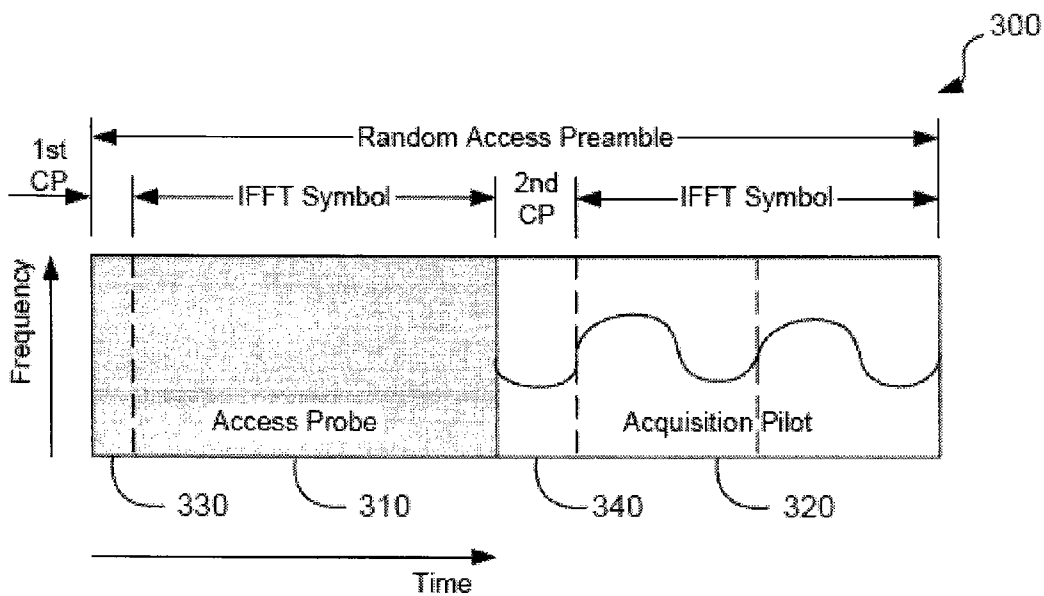 300
Random Access Preamble
1st
CP
IFFT Symbol
2nd
CP
IFFT Symbol
Frequency
Access Probe
Acquisition Pilot
330
310
340
320
Time